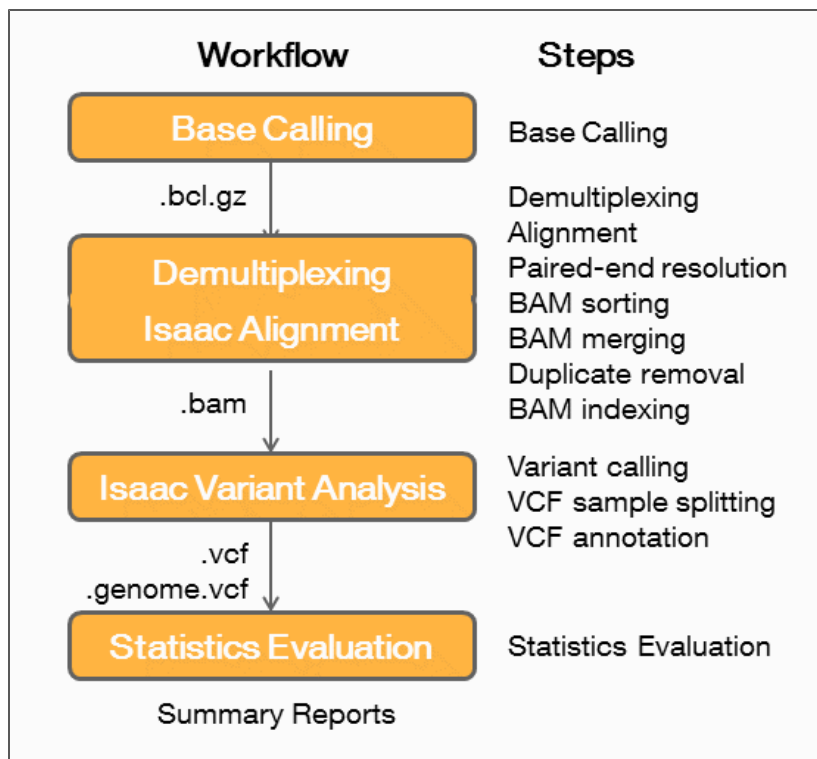 Workflow
Steps
Base Calling
Base Calling
.bcl.gz
Demultiplexing
Isaac Alignment
Demultiplexing
Alignment
Paired-end resolution
BAM sorting
BAM merging
Duplicate removal
BAM indexing
.bam
Isaac Variant Analysis
Variant calling
VCF sample splitting
VCF annotation
.vcf
.genome.vcf
Statistics Evaluation
Statistics Evaluation
Summary Reports